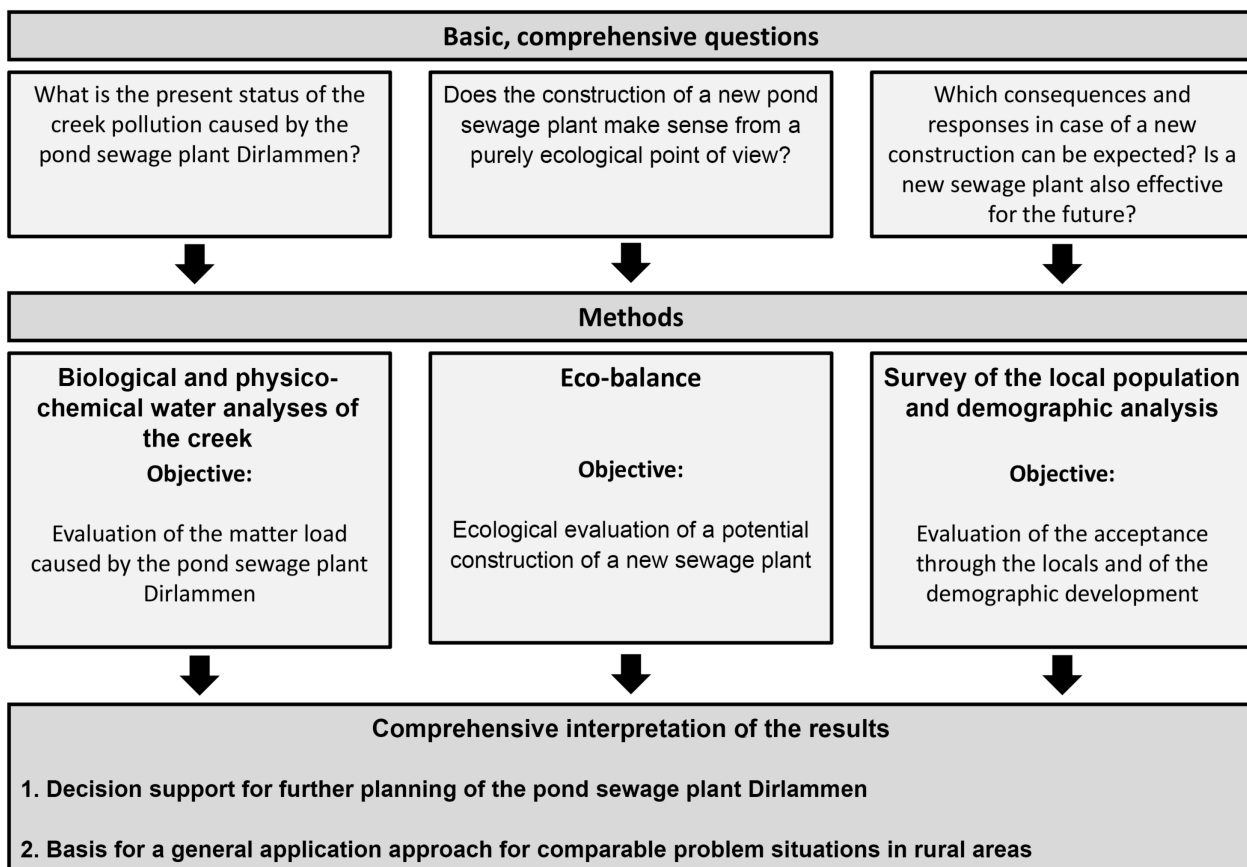 Basic, comprehensive questions
What is the present status of the
creek pollution caused by the
pond sewage plant Dirlammen?
Does the construction of a new pond
sewage plant make sense from a
purely ecological point of view?
Which consequences and
responses in case of a new
construction can be expected? Is a
new sewage plant also effective
for the future?
Methods
Biological and physico-
chemical water analyses of
the creek
Objective:
Evaluation of the matter load
caused by the pond sewage plant
Dirlammen
Eco-balance
Objective:
Ecological evaluation of a potential
construction of a new sewage plant
Survey of the local population
and demographic analysis
Objective:
Evaluation of the acceptance
through the locals and of the
demographic development
Comprehensive interpretation of the results
1. Decision support for further planning of the pond sewage plant Dirlammen
2. Basis for a general application approach for comparable problem situations in rural areas